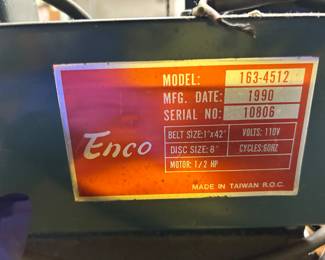 MODEL: 163-4512
MFG. DATE: 1990
SERIAL NO: 10806
Enco
BELT SIZE: 1"x42" VOLTS: 110V
DISC SIZE: 8" CYCLES: 60HZ
MOTOR: 1/2 HP
MADE IN TAIWAN R.O.C.